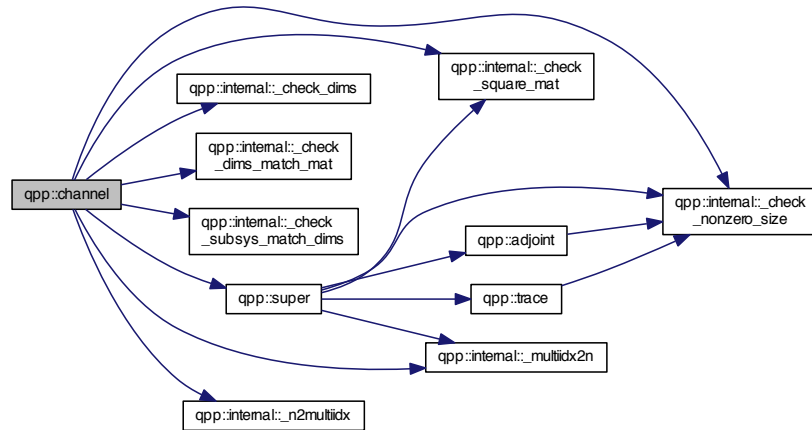 qpp::channel
qpp::internal::_check_dims
qpp::internal::_check
_dims_match_mat
qpp::internal::_check
_subsys_match_dims
qpp::super
qpp::internal::_n2multiidx
qpp::internal::_check
_square_mat
qpp::adjoint
qpp::trace
qpp::internal::_multiidx2n
qpp::internal::_check
_nonzero_size